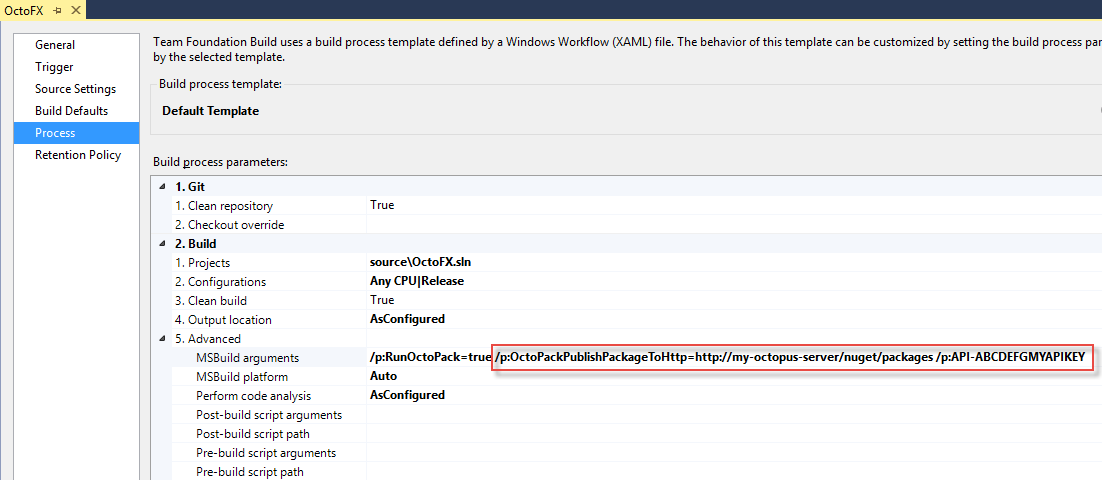 OctoFX
General
Trigger
Source Settings
Build Defaults
Process
Retention Policy
Team Foundation Build uses a build process template defined by a Windows Workflow (XAML) file. The behavior of this template can be customized by setting the build process par
by the selected template.
Build process template:
Default Template
Build process parameters:
1. Git
1. Clean repository True
2. Checkout override
2. Build
1. Projects source\OctoFX.sln
2. Configurations Any CPU|Release
3. Clean build True
4. Output location AsConfigured
5. Advanced
MSBuild arguments /p:RunOctoPack=true /p:OctoPackPublishPackageToHttp=http://my-octopus-server/nuget/packages /p:API-ABCDEFGMYAPIKEY
MSBuild platform Auto
Perform code analysis AsConfigured
Post-build script arguments
Post-build script path
Pre-build script arguments
Pre-build script path